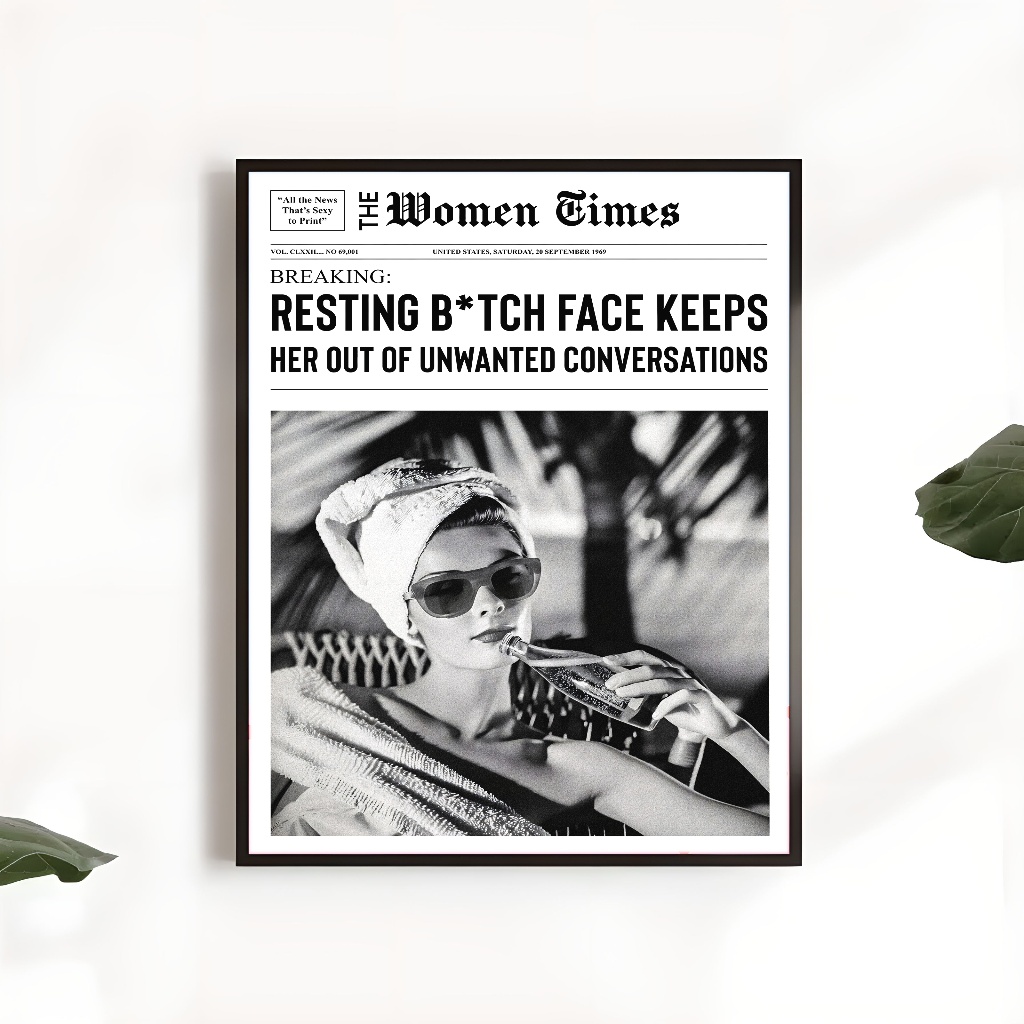 "All the News
That's Sexy
to Print"
THE Women Times
VOL. CLXXII.... NO 69,001
UNITED STATES, SATURDAY, 20 SEPTEMBER 1969
BREAKING:
RESTING B*TCH FACE KEEPS
HER OUT OF UNWANTED CONVERSATIONS